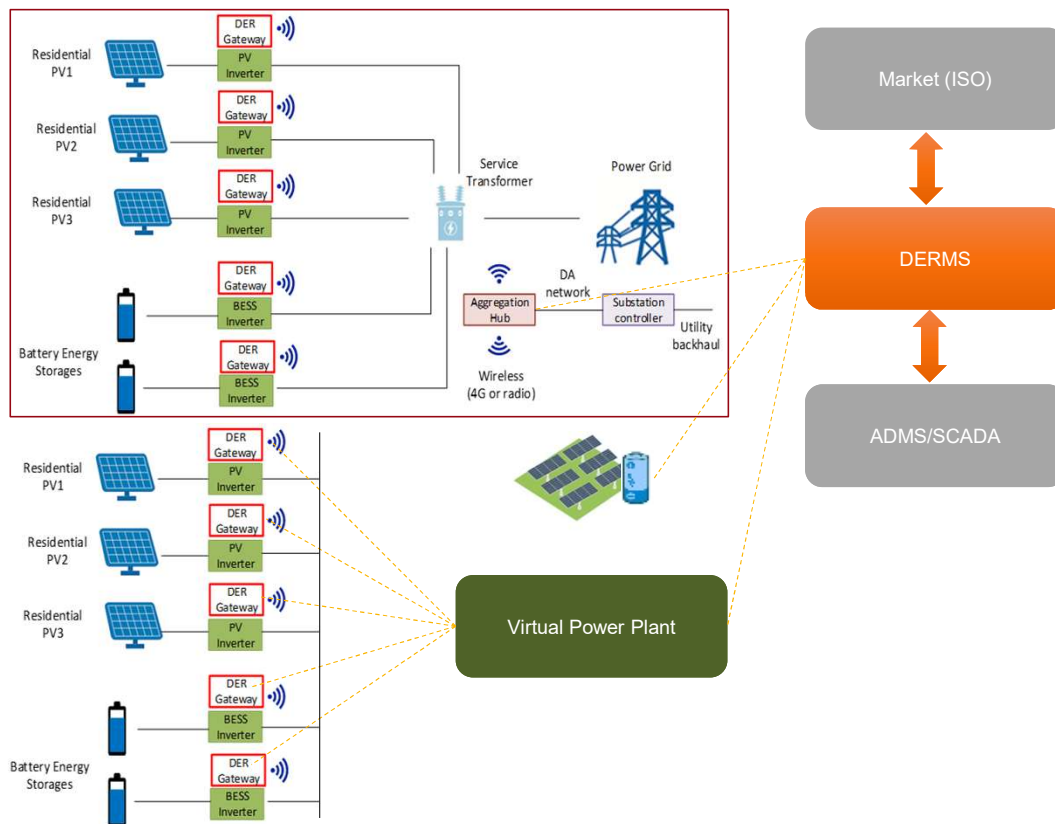 DER
Gateway
Residential
PV1
PV
Inverter
DER
Gateway
Residential
PV2
PV
Inverter
DER
Gateway
Residential
PV3
PV
Inverter
Service
Transformer
Power Grid
DER
Gateway
BESS
Inverter
Battery Energy
Storages
DER
Gateway
BESS
Inverter
Aggregation
Hub
DA
network
Substation
controller
Utility
backhaul
Wireless
(4G or radio)
Market (ISO)
DERMS
ADMS/SCADA
DER
Gateway
Residential
PV1
PV
Inverter
DER
Gateway
Residential
PV2
PV
Inverter
DER
Gateway
Residential
PV3
PV
Inverter
Virtual Power Plant
DER
Gateway
BESS
Inverter
Battery Energy
Storages
DER
Gateway
BESS
Inverter